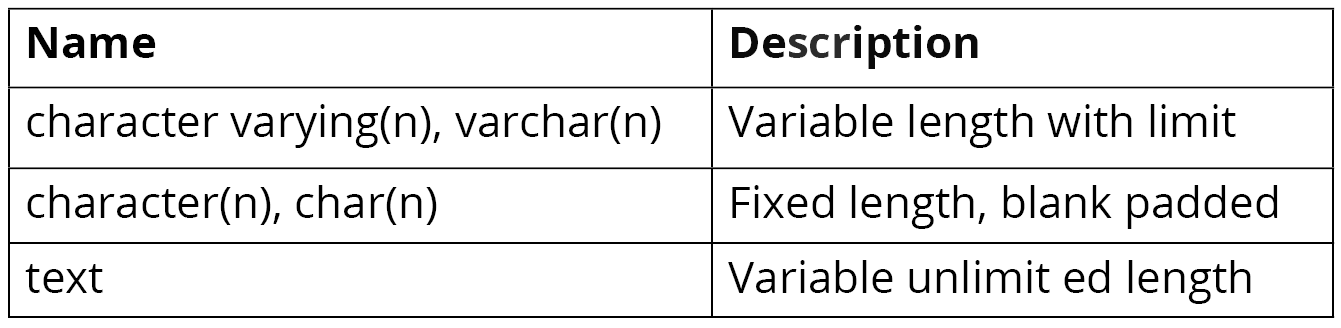 Name Description
character varying(n), varchar(n) Variable length with limit
character(n), char(n) Fixed length, blank padded
text Variable unlimit ed length